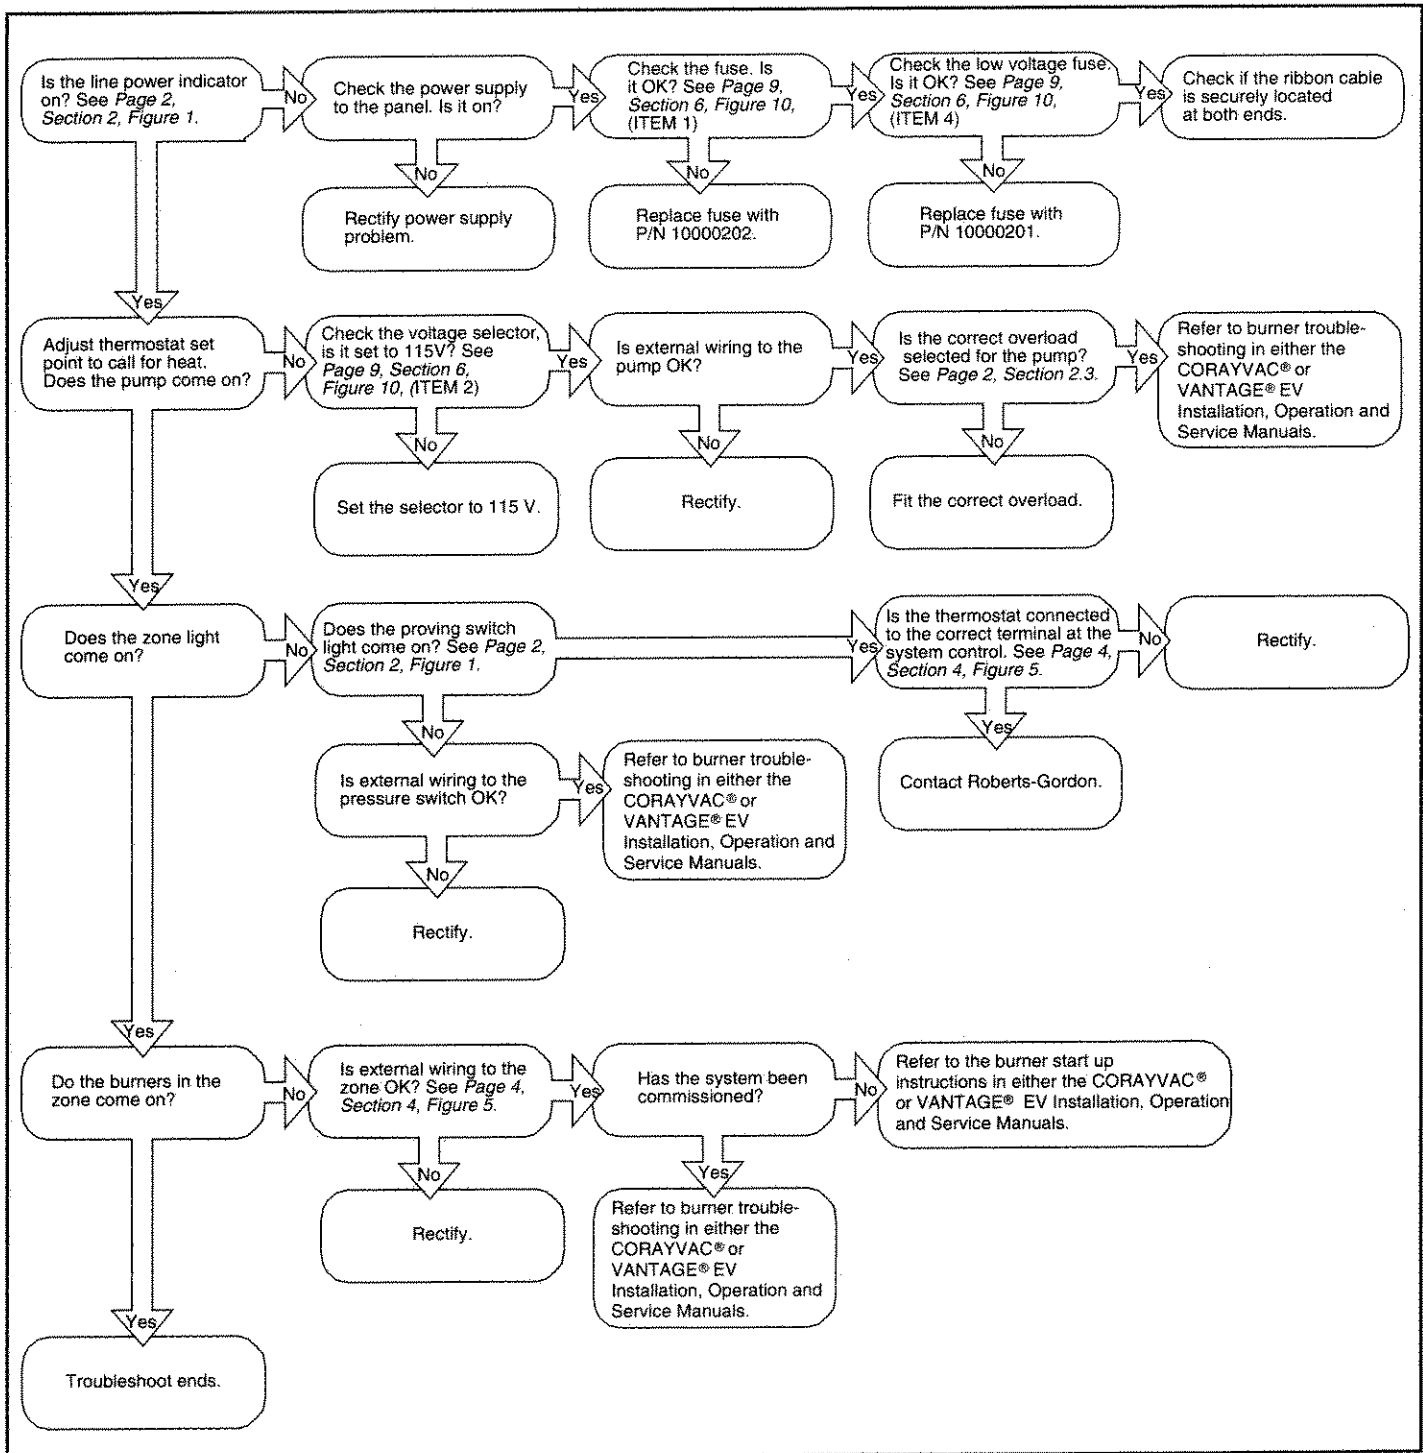 Is the line power indicator
on? See Page 2,
Section 2, Figure 1.
No
Check the power supply
to the panel. Is it on?
Yes
Check the fuse. Is
it OK? See Page 9,
Section 6, Figure 10,
(ITEM 1)
Yes
Check the low voltage fuse.
Is it OK? See Page 9,
Section 6, Figure 10,
(ITEM 4)
Yes
Check if the ribbon cable
is securely located
at both ends.
No
Rectify power supply
problem.
No
Replace fuse with
P/N 10000202.
No
Replace fuse with
P/N 10000201.
Yes
Adjust thermostat set
point to call for heat.
Does the pump come on?
No
Check the voltage selector,
is it set to 115V? See
Page 9, Section 6,
Figure 10, (ITEM 2)
Yes
Is external wiring to the
pump OK?
Yes
Is the correct overload
selected for the pump?
See Page 2, Section 2.3.
Yes
Refer to burner trouble-
shooting in either the
CORAYVAC® or
VANTAGE® EV
Installation, Operation and
Service Manuals.
No
Set the selector to 115 V.
No
Rectify.
No
Fit the correct overload.
Yes
Does the zone light
come on?
No
Does the proving switch
light come on? See Page 2,
Section 2, Figure 1.
Yes
Is the thermostat connected
to the correct terminal at the
system control. See Page 4,
Section 4, Figure 5.
No
Rectify.
No
Is external wiring to the
pressure switch OK?
Yes
Refer to burner trouble-
shooting in either the
CORAYVAC® or
VANTAGE® EV
Installation, Operation and
Service Manuals.
Yes
Contact Roberts-Gordon.
No
Rectify.
Yes
Do the burners in the
zone come on?
No
Is external wiring to the
zone OK? See Page 4,
Section 4, Figure 5.
Yes
Has the system been
commissioned?
No
Refer to the burner start up
instructions in either the CORAYVAC®
or VANTAGE® EV Installation, Operation
and Service Manuals.
No
Rectify.
Yes
Refer to burner trouble-
shooting in either the
CORAYVAC® or
VANTAGE® EV
Installation, Operation and
Service Manuals.
Yes
Troubleshoot ends.